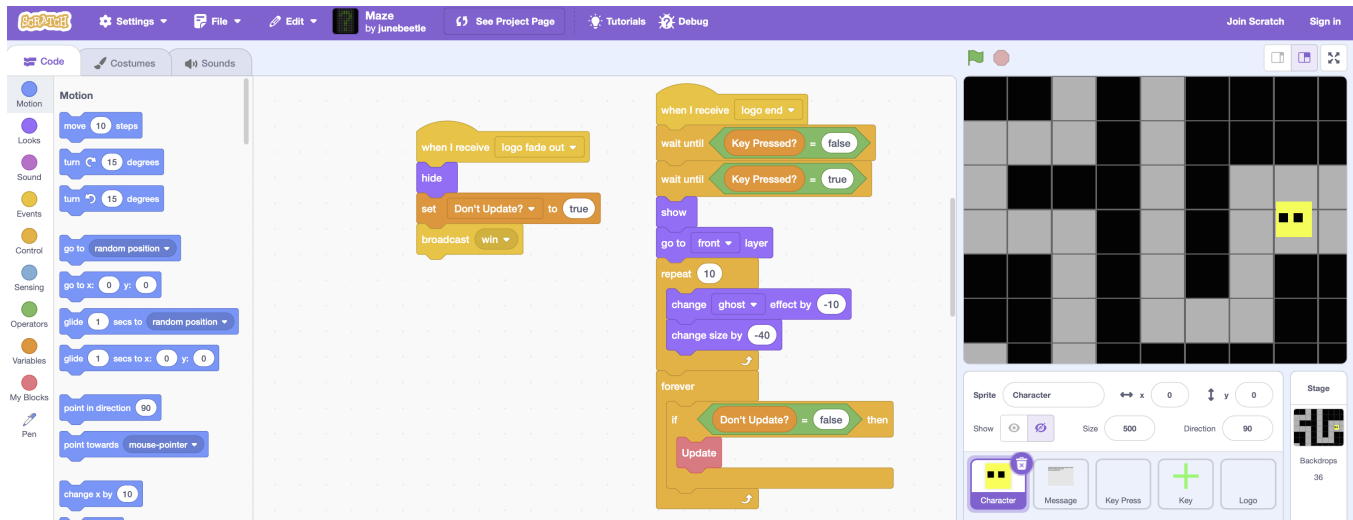 SCRATCH Settings File Edit Maze by junebeetle See Project Page Tutorials Debug Join Scratch Sign in
Code Costumes Sounds
Motion
Looks
Sound
Events
Control
Sensing
Operators
Variables
My Blocks
Pen
Motion
move 10 steps
turn 15 degrees
turn 15 degrees
go to random position
go to x: 0 y: 0
glide 1 secs to random position
glide 1 secs to x: 0 y: 0
point in direction 90
point towards mouse-pointer
change x by 10
when I receive logo fade out
hide
set Don't Update? to true
broadcast win
when I receive logo end
wait until Key Pressed? = false
wait until Key Pressed? = true
show
go to front layer
repeat 10
change ghost effect by -10
change size by -40
forever
if Don't Update? = false then
Update
Sprite Character x 0 y 0
Show Size 500 Direction 90
Character Message Key Press Key Logo
Stage
Backdrops
36